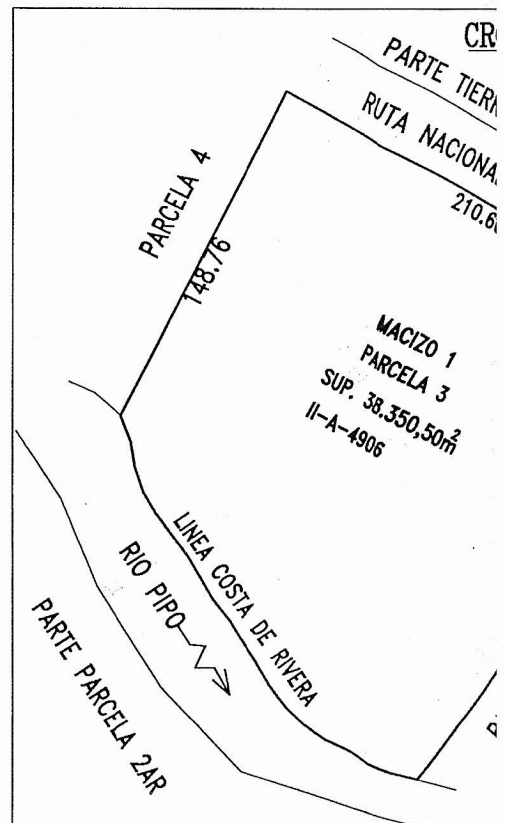 CR
PARTE TIERR
RUTA NACIONAL
210.6
PARCELA 4
148.76
MACIZO 1
PARCELA 3
SUP. 38.350,50m²
II-A-4906
LINEA COSTA DE RIVERA
RIO PIPO
PARTE PARCELA 2AR